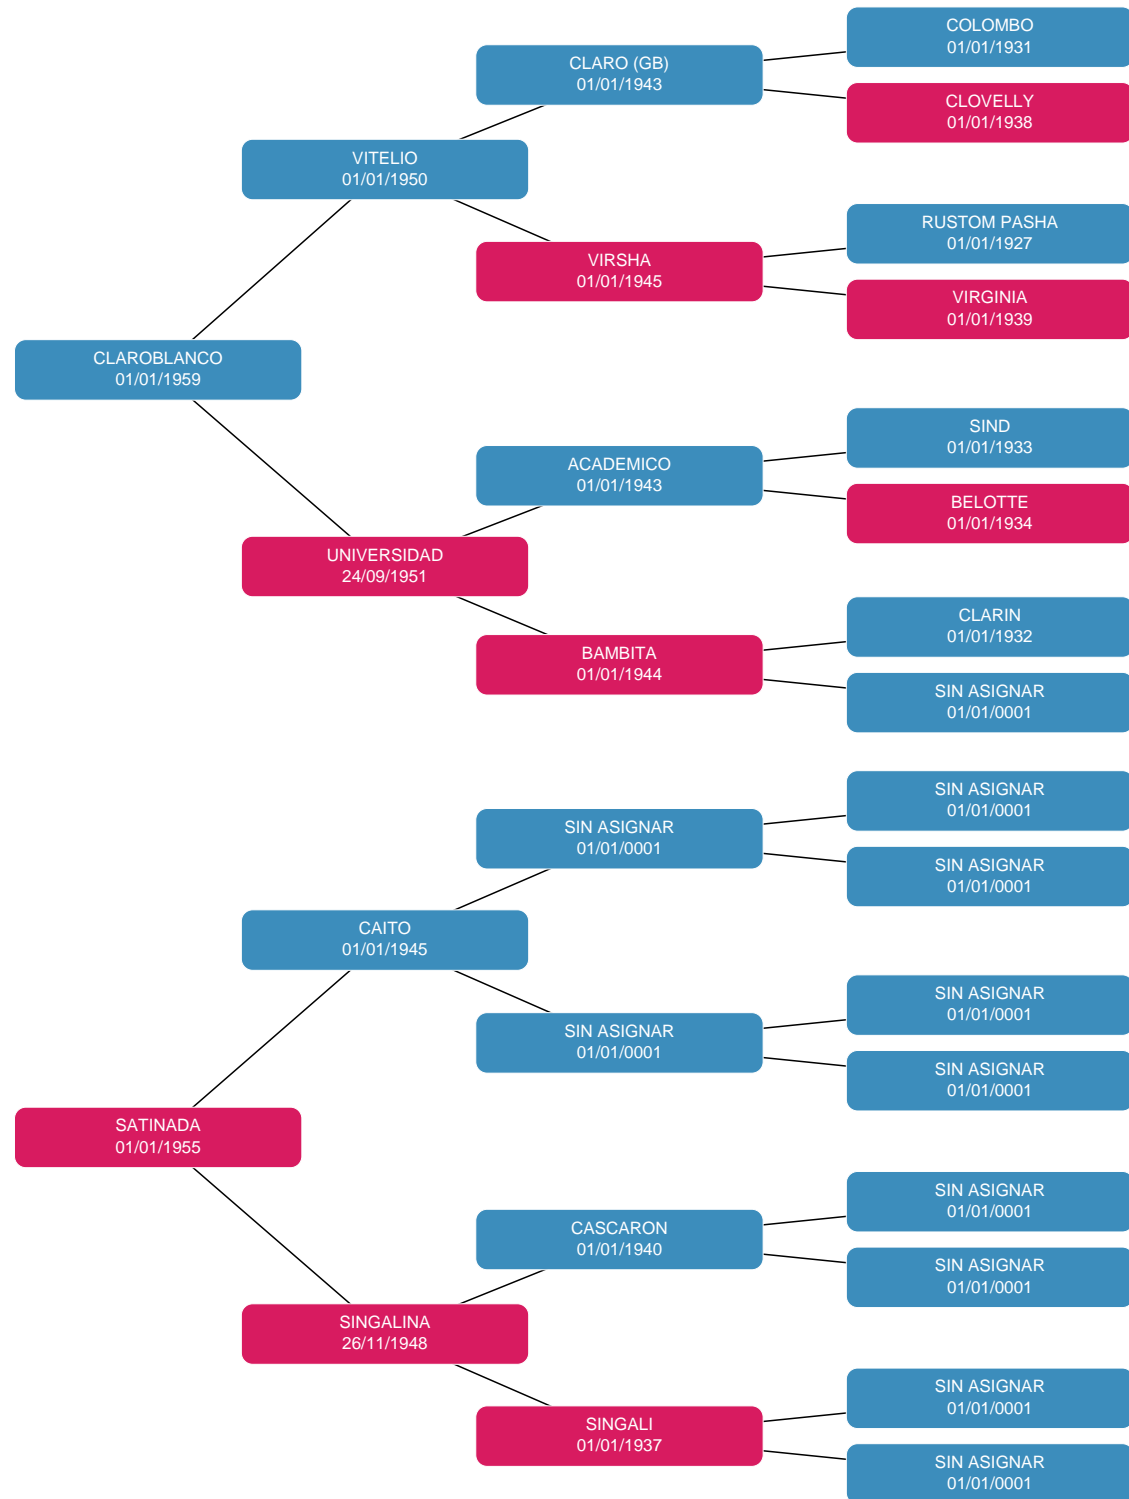 COLOMBO
01/01/1931
CLARO (GB)
01/01/1943
CLOVELLY
01/01/1938
VITELIO
01/01/1950
RUSTOM PASHA
01/01/1927
VIRSHA
01/01/1945
VIRGINIA
01/01/1939
CLAROBLANCO
01/01/1959
SIND
01/01/1933
ACADEMICO
01/01/1943
BELOTTE
01/01/1934
UNIVERSIDAD
24/09/1951
CLARIN
01/01/1932
BAMBITA
01/01/1944
SIN ASIGNAR
01/01/0001
SIN ASIGNAR
01/01/0001
SIN ASIGNAR
01/01/0001
SIN ASIGNAR
01/01/0001
CAITO
01/01/1945
SIN ASIGNAR
01/01/0001
SIN ASIGNAR
01/01/0001
SIN ASIGNAR
01/01/0001
SATINADA
01/01/1955
SIN ASIGNAR
01/01/0001
CASCARON
01/01/1940
SIN ASIGNAR
01/01/0001
SINGALINA
26/11/1948
SIN ASIGNAR
01/01/0001
SINGALI
01/01/1937
SIN ASIGNAR
01/01/0001